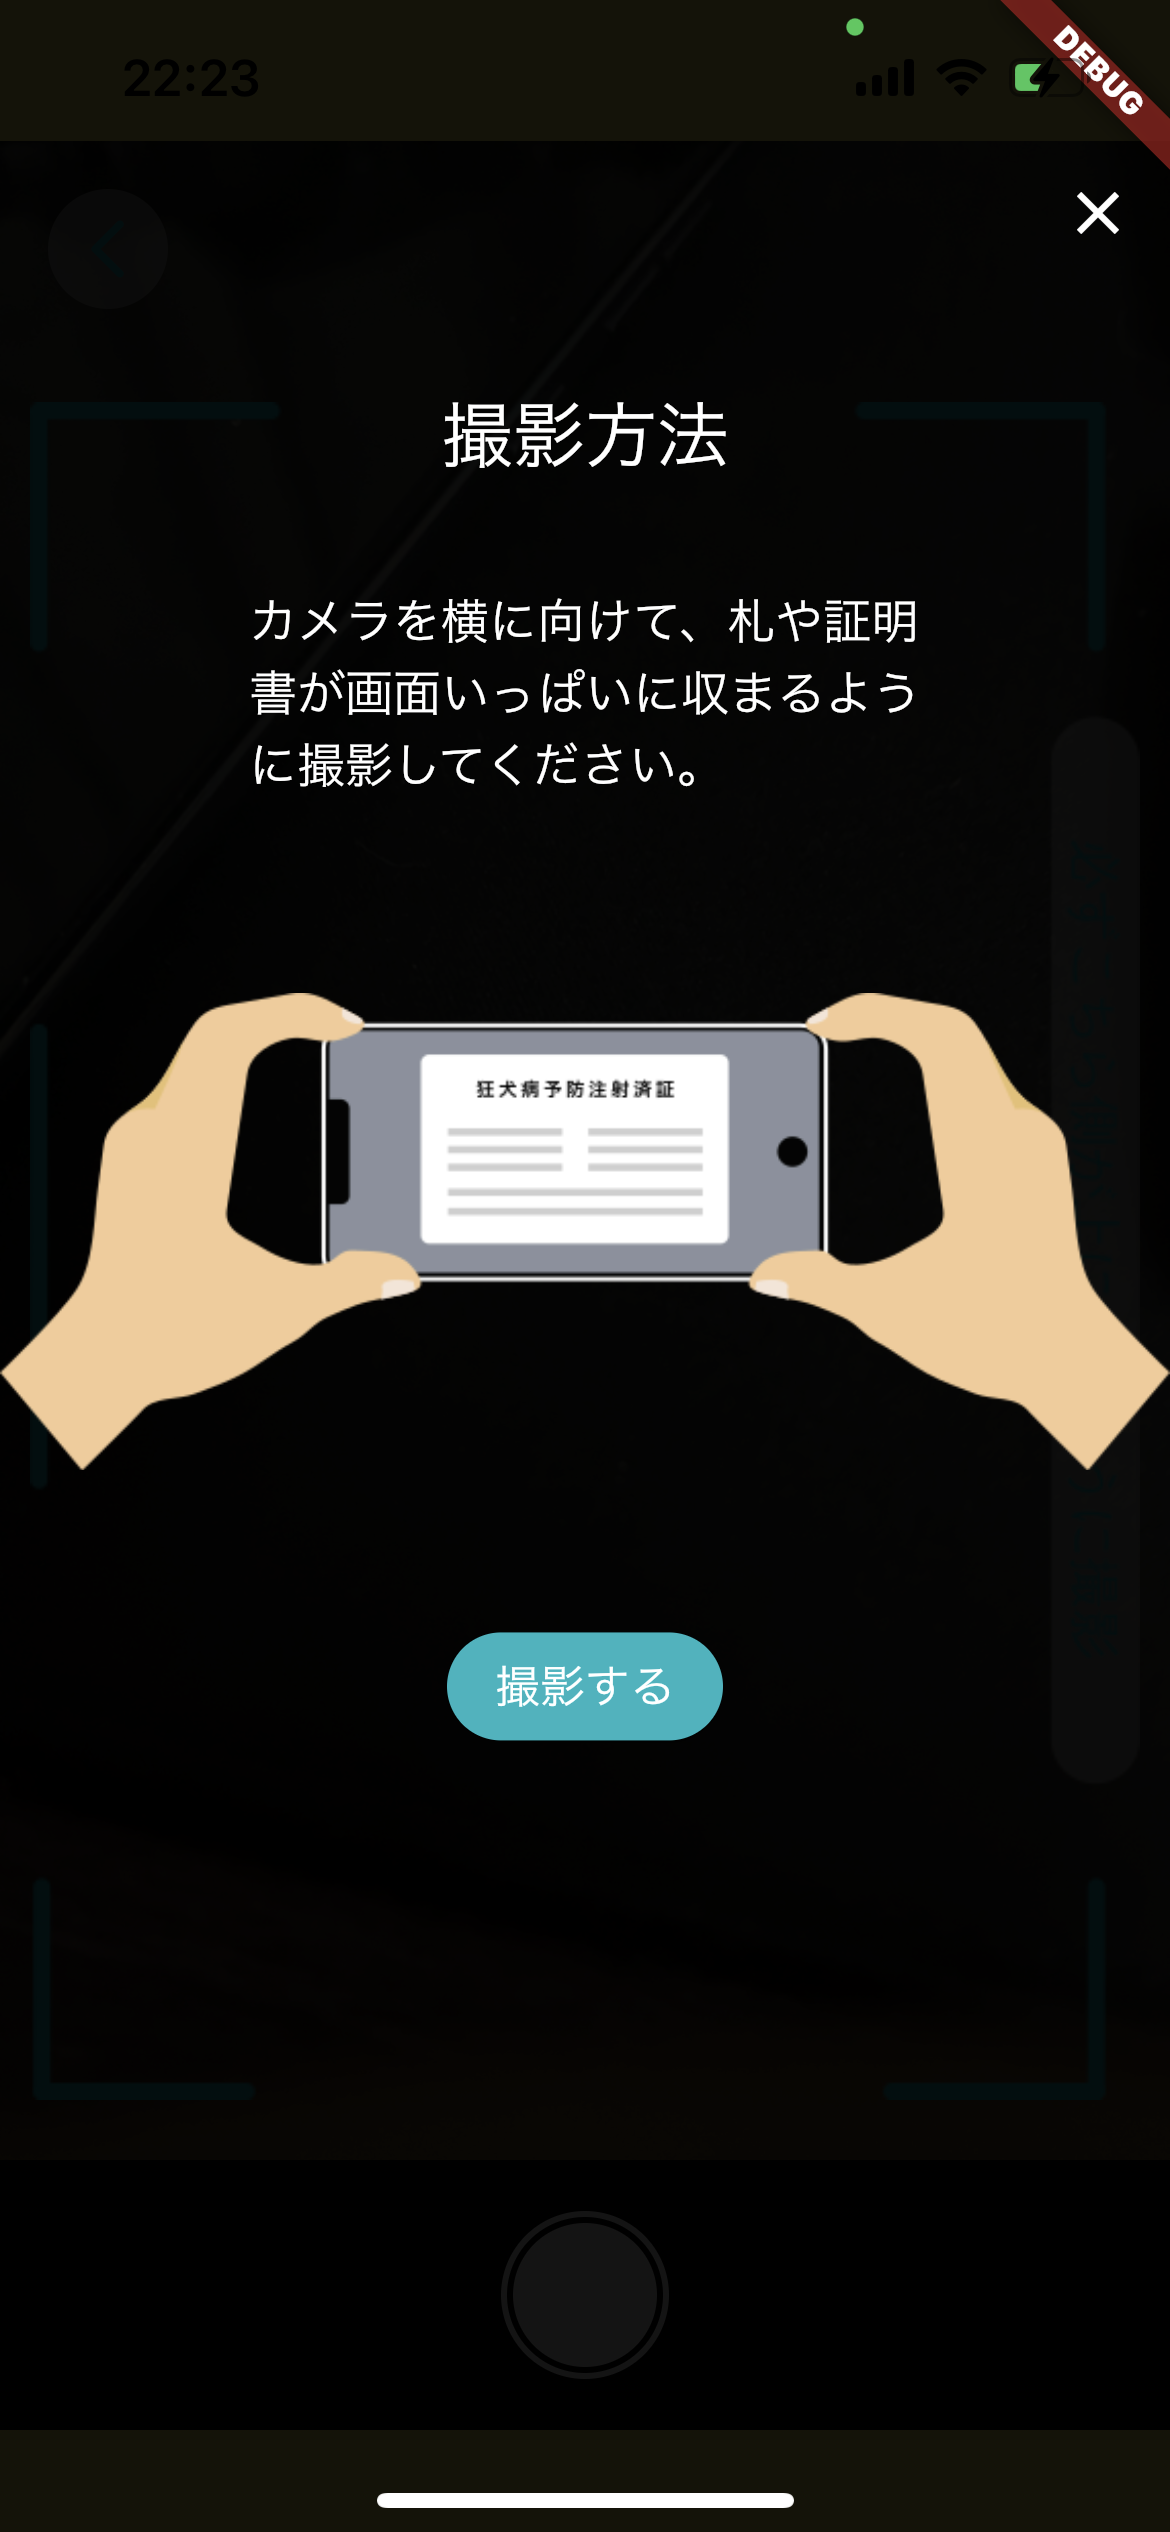 22:23
DEBUG
撮影方法
カメラを横に向けて、札や証明
書が画面いっぱいに収まるよう
に撮影してください。
狂犬病予防注射済証
撮影する